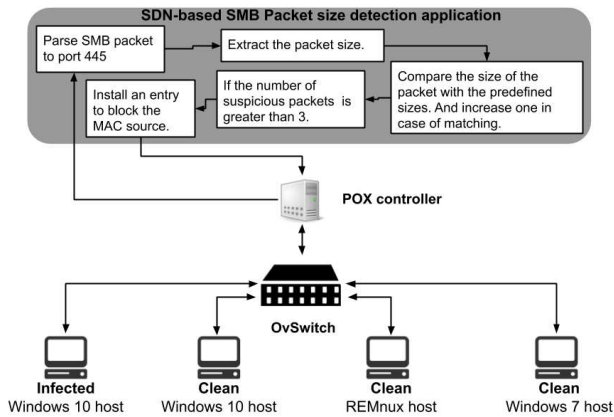 SDN-based SMB Packet size detection application
Parse SMB packet
to port 445
Extract the packet size.
Compare the size of the
packet with the predefined
sizes. And increase one in
case of matching.
If the number of
suspicious packets is
greater than 3.
Install an entry
to block the
MAC source.
POX controller
OvSwitch
Infected
Windows 10 host
Clean
Windows 10 host
Clean
REMnux host
Clean
Windows 7 host